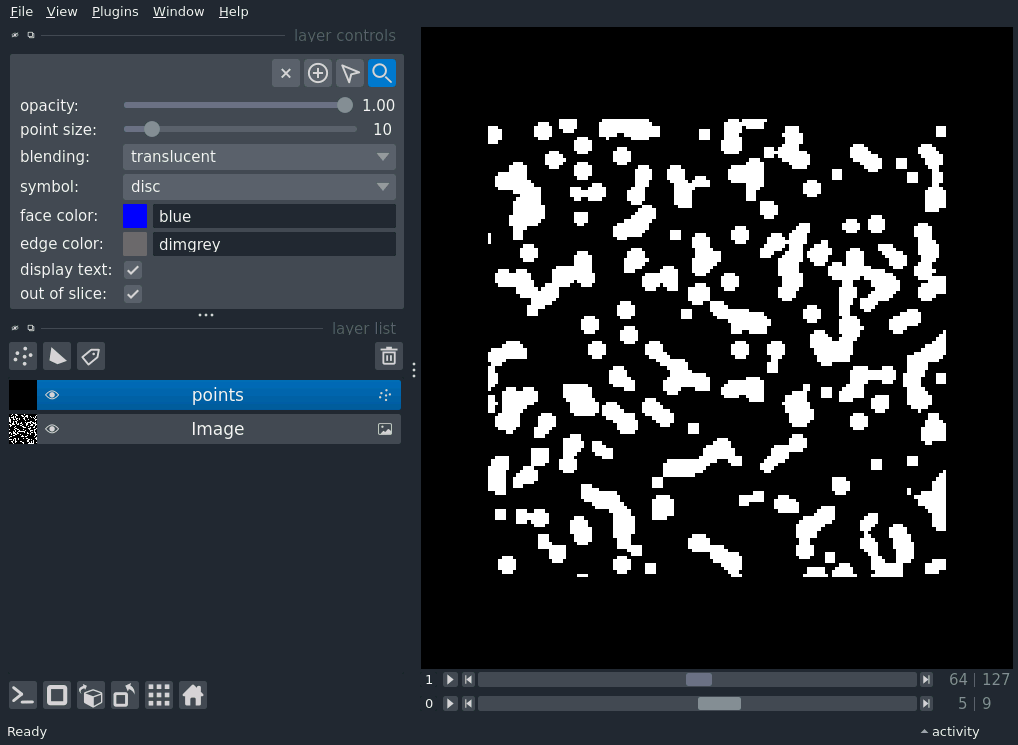 File View Plugins Window Help
layer controls
opacity: 1.00
point size: 10
blending: translucent
symbol: disc
face color: blue
edge color: dimgrey
display text:
out of slice:
layer list
points
Image
1 64 | 127
0 5 | 9
Ready activity